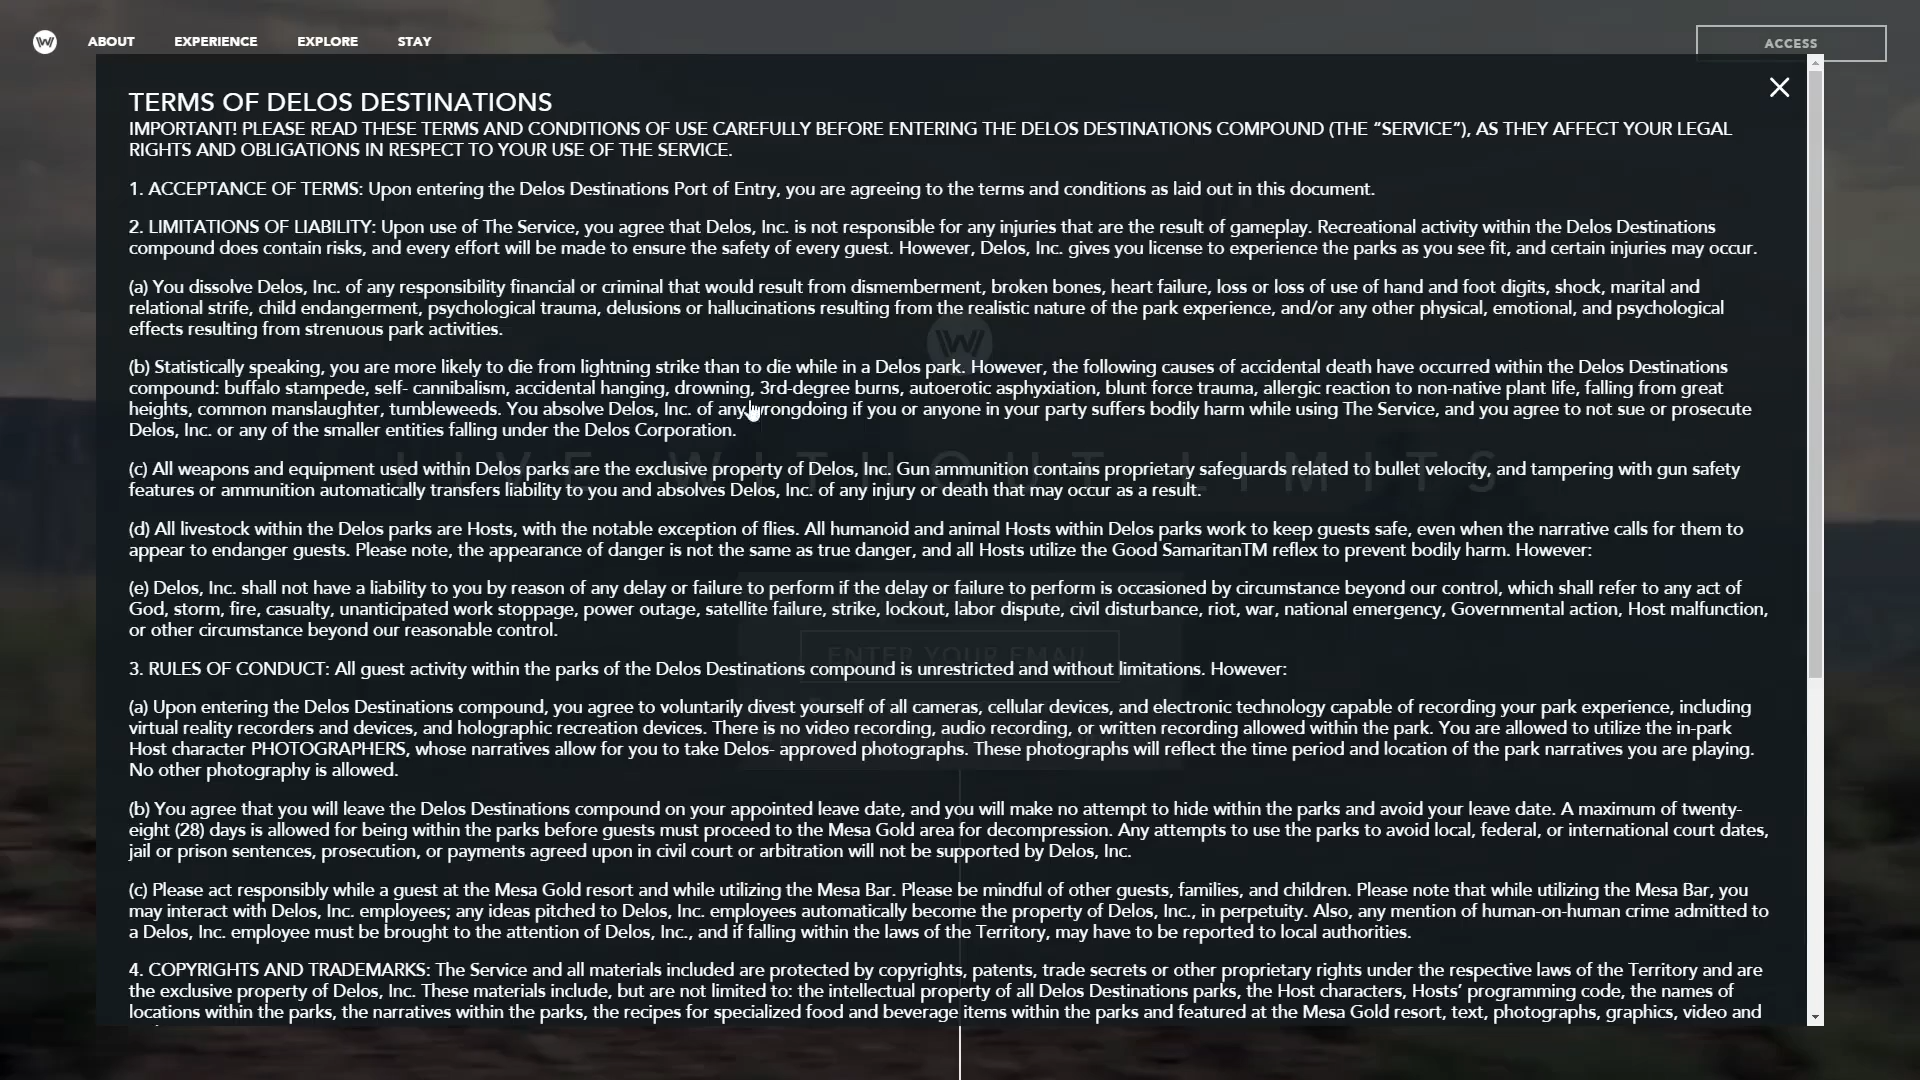 W
ABOUT
EXPERIENCE
EXPLORE
STAY
ACCESS
TERMS OF DELOS DESTINATIONS
IMPORTANT! PLEASE READ THESE TERMS AND CONDITIONS OF USE CAREFULLY BEFORE ENTERING THE DELOS DESTINATIONS COMPOUND (THE “SERVICE”), AS THEY AFFECT YOUR LEGAL
RIGHTS AND OBLIGATIONS IN RESPECT TO YOUR USE OF THE SERVICE.
1. ACCEPTANCE OF TERMS: Upon entering the Delos Destinations Port of Entry, you are agreeing to the terms and conditions as laid out in this document.
2. LIMITATIONS OF LIABILITY: Upon use of The Service, you agree that Delos, Inc. is not responsible for any injuries that are the result of gameplay. Recreational activity within the Delos Destinations
compound does contain risks, and every effort will be made to ensure the safety of every guest. However, Delos, Inc. gives you license to experience the parks as you see fit, and certain injuries may occur.
(a) You dissolve Delos, Inc. of any responsibility financial or criminal that would result from dismemberment, broken bones, heart failure, loss or loss of use of hand and foot digits, shock, marital and
relational strife, child endangerment, psychological trauma, delusions or hallucinations resulting from the realistic nature of the park experience, and/or any other physical, emotional, and psychological
effects resulting from strenuous park activities.
W
(b) Statistically speaking, you are more likely to die from lightning strike than to die while in a Delos park. However, the following causes of accidental death have occurred within the Delos Destinations
compound: buffalo stampede, self- cannibalism, accidental hanging, drowning, 3rd-degree burns, autoerotic asphyxiation, blunt force trauma, allergic reaction to non-native plant life, falling from great
heights, common manslaughter, tumbleweeds. You absolve Delos, Inc. of any wrongdoing if you or anyone in your party suffers bodily harm while using The Service, and you agree to not sue or prosecute
Delos, Inc. or any of the smaller entities falling under the Delos Corporation.
LIVE WITHOUT LIMITS
(c) All weapons and equipment used within Delos parks are the exclusive property of Delos, Inc. Gun ammunition contains proprietary safeguards related to bullet velocity, and tampering with gun safety
features or ammunition automatically transfers liability to you and absolves Delos, Inc. of any injury or death that may occur as a result.
(d) All livestock within the Delos parks are Hosts, with the notable exception of flies. All humanoid and animal Hosts within Delos parks work to keep guests safe, even when the narrative calls for them to
appear to endanger guests. Please note, the appearance of danger is not the same as true danger, and all Hosts utilize the Good SamaritanTM reflex to prevent bodily harm. However:
(e) Delos, Inc. shall not have a liability to you by reason of any delay or failure to perform if the delay or failure to perform is occasioned by circumstance beyond our control, which shall refer to any act of
God, storm, fire, casualty, unanticipated work stoppage, power outage, satellite failure, strike, lockout, labor dispute, civil disturbance, riot, war, national emergency, Governmental action, Host malfunction,
or other circumstance beyond our reasonable control.
ENTER YOUR EMAIL
3. RULES OF CONDUCT: All guest activity within the parks of the Delos Destinations compound is unrestricted and without limitations. However:
(a) Upon entering the Delos Destinations compound, you agree to voluntarily divest yourself of all cameras, cellular devices, and electronic technology capable of recording your park experience, including
virtual reality recorders and devices, and holographic recreation devices. There is no video recording, audio recording, or written recording allowed within the park. You are allowed to utilize the in-park
Host character PHOTOGRAPHERS, whose narratives allow for you to take Delos- approved photographs. These photographs will reflect the time period and location of the park narratives you are playing.
No other photography is allowed.
(b) You agree that you will leave the Delos Destinations compound on your appointed leave date, and you will make no attempt to hide within the parks and avoid your leave date. A maximum of twenty-
eight (28) days is allowed for being within the parks before guests must proceed to the Mesa Gold area for decompression. Any attempts to use the parks to avoid local, federal, or international court dates,
jail or prison sentences, prosecution, or payments agreed upon in civil court or arbitration will not be supported by Delos, Inc.
(c) Please act responsibly while a guest at the Mesa Gold resort and while utilizing the Mesa Bar. Please be mindful of other guests, families, and children. Please note that while utilizing the Mesa Bar, you
may interact with Delos, Inc. employees; any ideas pitched to Delos, Inc. employees automatically become the property of Delos, Inc., in perpetuity. Also, any mention of human-on-human crime admitted to
a Delos, Inc. employee must be brought to the attention of Delos, Inc., and if falling within the laws of the Territory, may have to be reported to local authorities.
4. COPYRIGHTS AND TRADEMARKS: The Service and all materials included are protected by copyrights, patents, trade secrets or other proprietary rights under the respective laws of the Territory and are
the exclusive property of Delos, Inc. These materials include, but are not limited to: the intellectual property of all Delos Destinations parks, the Host characters, Hosts’ programming code, the names of
locations within the parks, the narratives within the parks, the recipes for specialized food and beverage items within the parks and featured at the Mesa Gold resort, text, photographs, graphics, video and